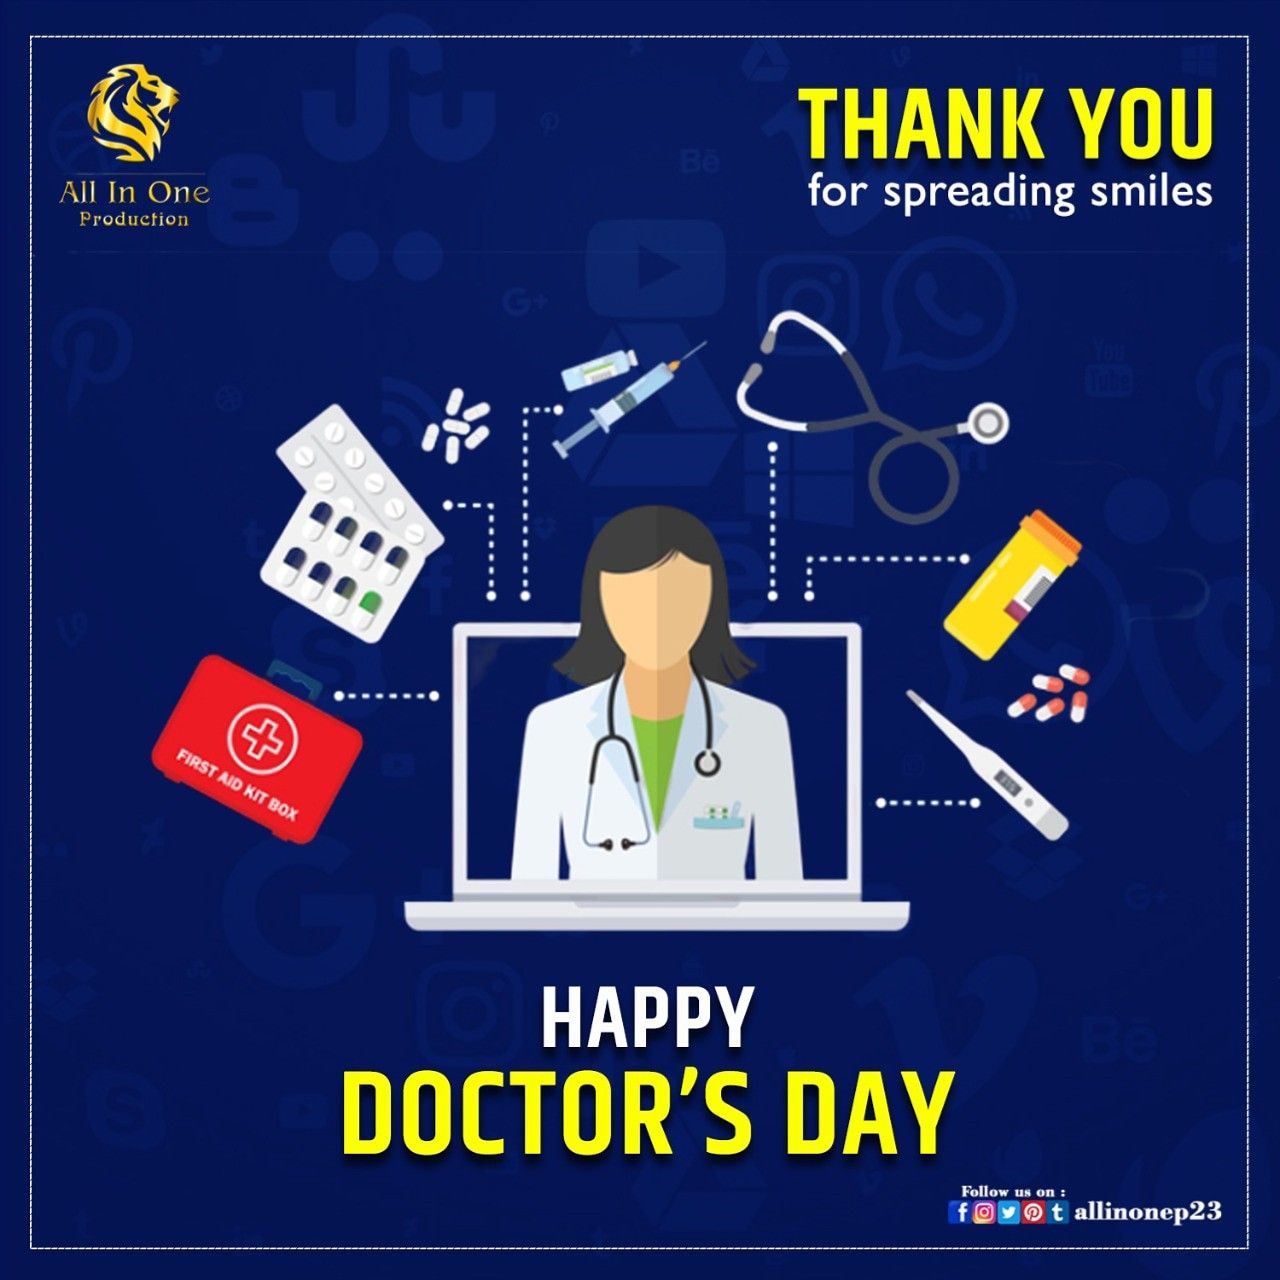 All In One
Production
THANK YOU
for spreading smiles
FIRST AID KIT BOX
HAPPY
DOCTOR'S DAY
Follow us on :
allinonep23